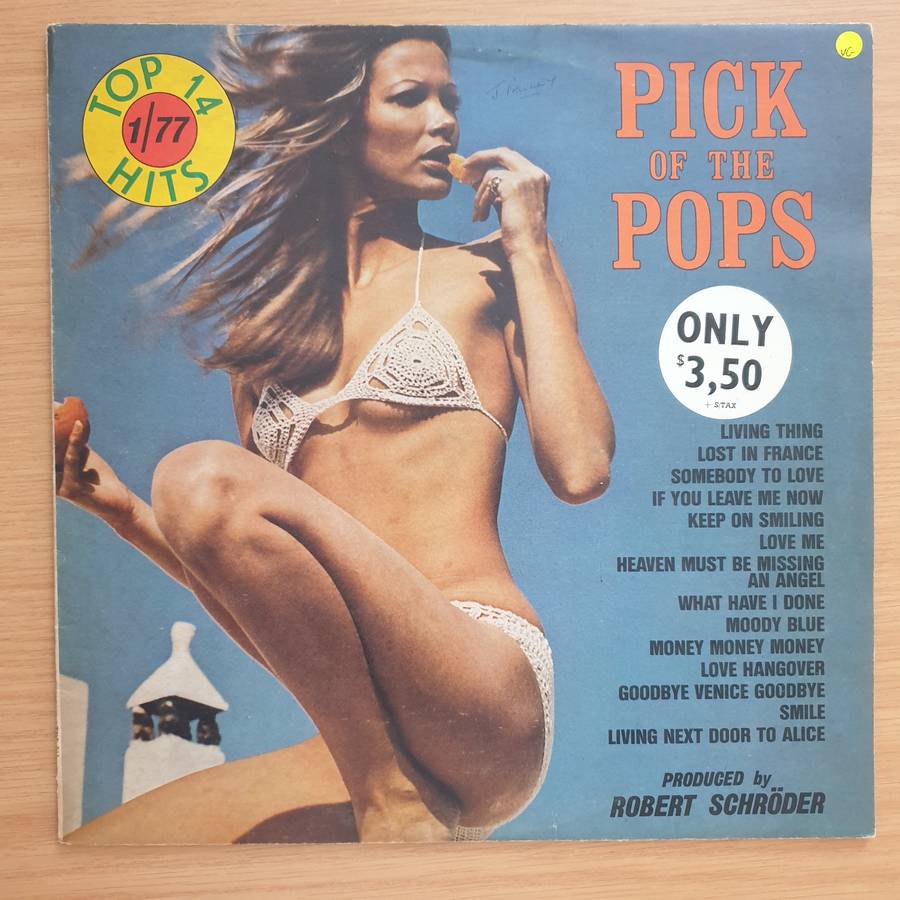 TOP 14
1/77
HITS
VG
PICK
OF THE
POPS
ONLY
$3,50
+ S/TAX
LIVING THING
LOST IN FRANCE
SOMEBODY TO LOVE
IF YOU LEAVE ME NOW
KEEP ON SMILING
LOVE ME
HEAVEN MUST BE MISSING
AN ANGEL
WHAT HAVE I DONE
MOODY BLUE
MONEY MONEY MONEY
LOVE HANGOVER
GOODBYE VENICE GOODBYE
SMILE
LIVING NEXT DOOR TO ALICE
PRODUCED by
ROBERT SCHRÖDER